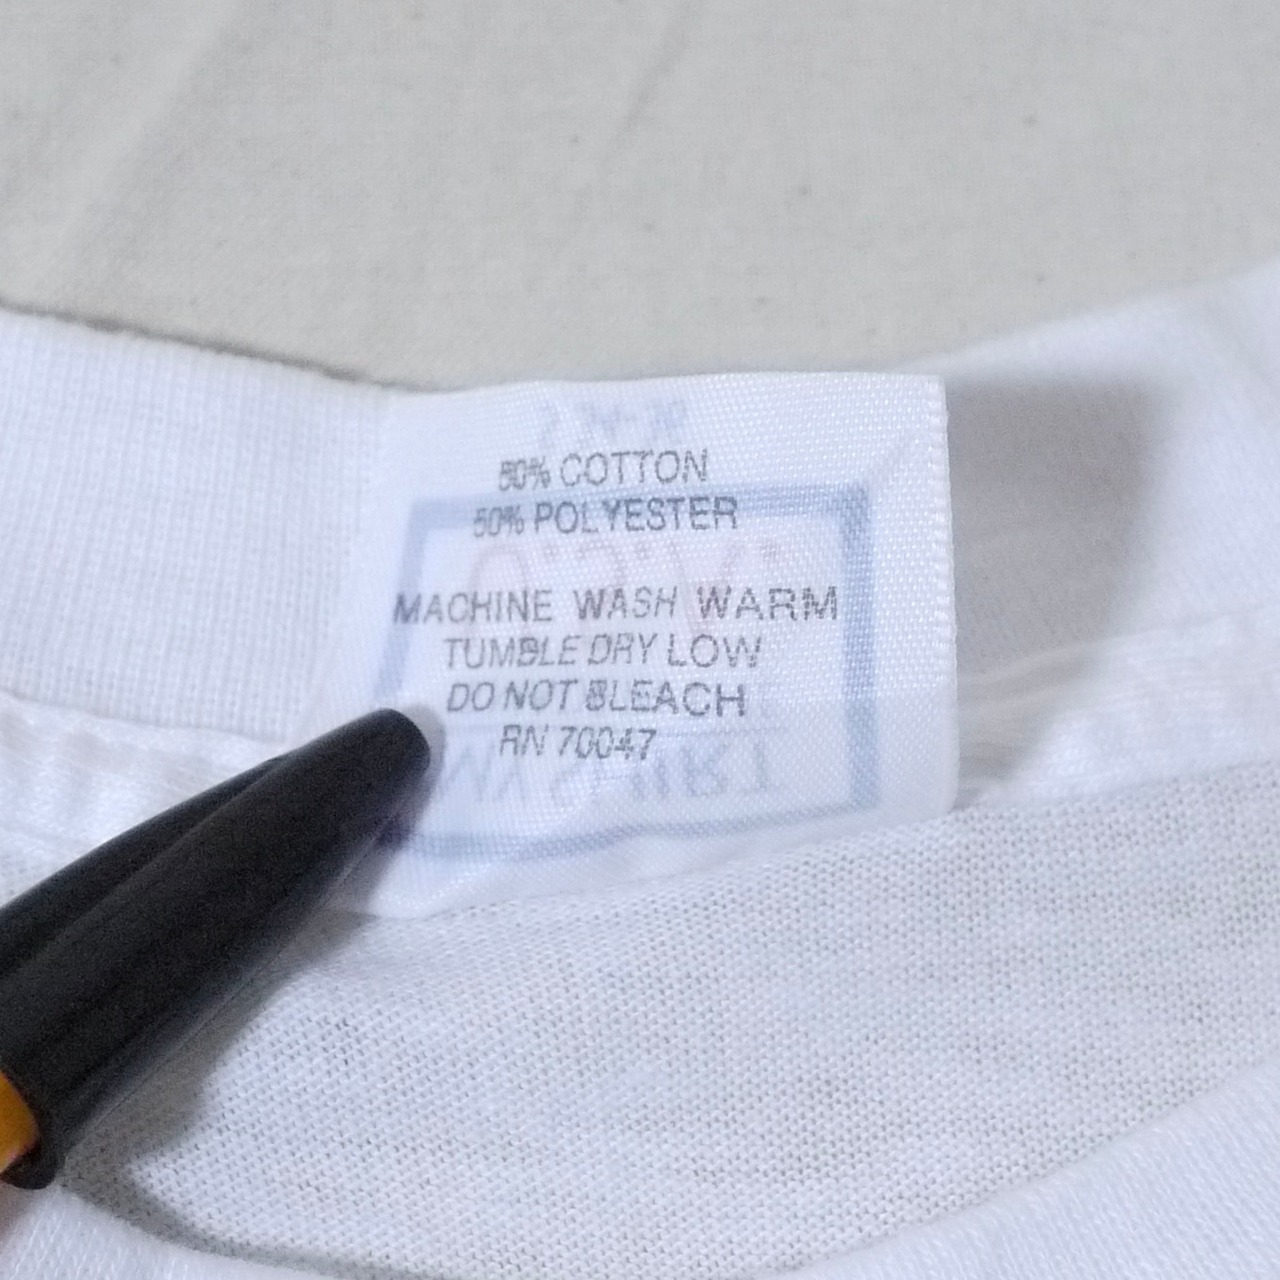 50% COTTON
50% POLYESTER
MACHINE WASH WARM
TUMBLE DRY LOW
DO NOT BLEACH
RN 70047